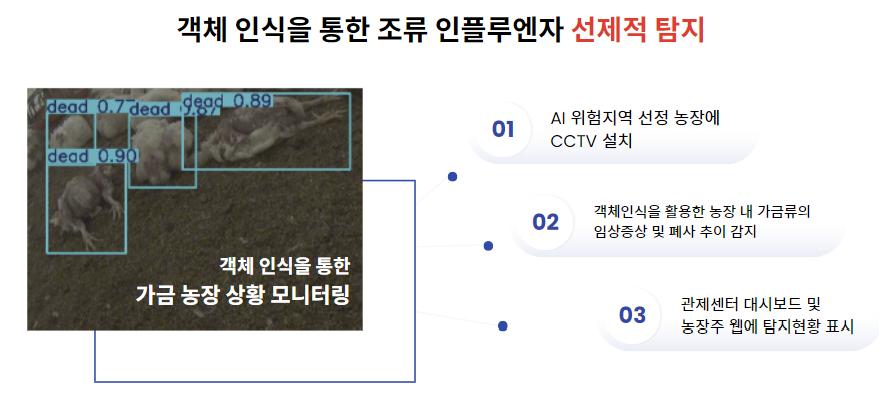 객체 인식을 통한 조류 인플루엔자 선제적 탐지
dead 0.77
dead 0.87
dead 0.89
dead 0.90
객체 인식을 통한
가금 농장 상황 모니터링
01
AI 위험지역 선정 농장에
CCTV 설치
02
객체인식을 활용한 농장 내 가금류의
임상증상 및 폐사 추이 감지
03
관제센터 대시보드 및
농장주 웹에 탐지현황 표시